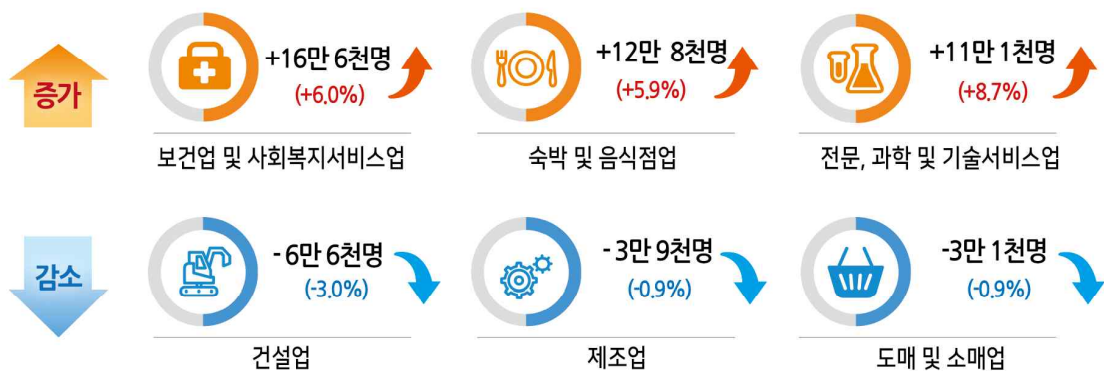 증가
+16만 6천명
(+6.0%)
보건업 및 사회복지서비스업
+12만 8천명
(+5.9%)
숙박 및 음식점업
+11만 1천명
(+8.7%)
전문, 과학 및 기술서비스업
감소
- 6만 6천명
(-3.0%)
건설업
- 3만 9천명
(-0.9%)
제조업
-3만 1천명
(-0.9%)
도매 및 소매업